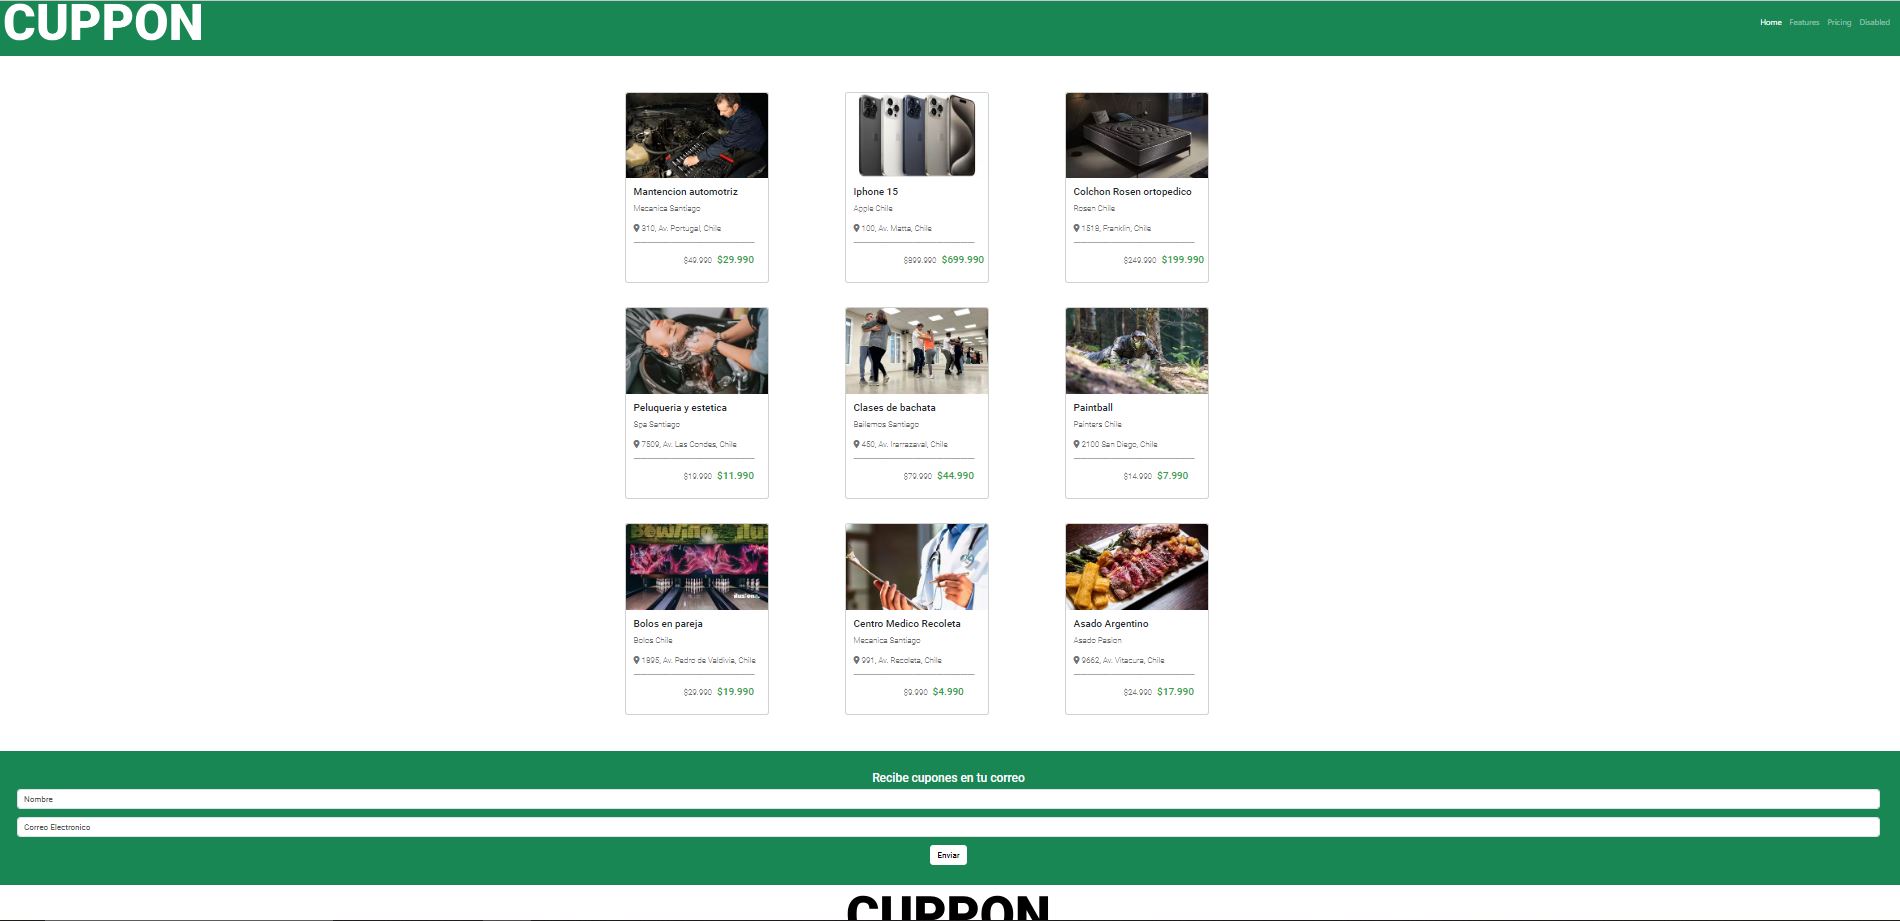 CUPPON
Home Features Pricing Disabled
Mantencion automotriz
Mecanica Santiago
310, Av. Portugal, Chile
$49.990 $29.990
Iphone 15
Apple Chile
100, Av. Matta, Chile
$899.990 $699.990
Colchon Rosen ortopedico
Rosen Chile
1518, Franklin, Chile
$249.990 $199.990
Peluqueria y estetica
Spa Santiago
7509, Av. Las Condes, Chile
$19.990 $11.990
Clases de bachata
Bailemos Santiago
450, Av. Irarrazaval, Chile
$79.990 $44.990
Paintball
Painters Chile
2100 San Diego, Chile
$14.990 $7.990
Bolos en pareja
Bolos Chile
1895, Av. Pedro de Valdivia, Chile
$29.990 $19.990
Centro Medico Recoleta
Mecanica Santiago
991, Av. Recoleta, Chile
$9.990 $4.990
Asado Argentino
Asado Pasion
9662, Av. Vitacura, Chile
$24.990 $17.990
Recibe cupones en tu correo
Nombre
Correo Electronico
Enviar
CUPPON